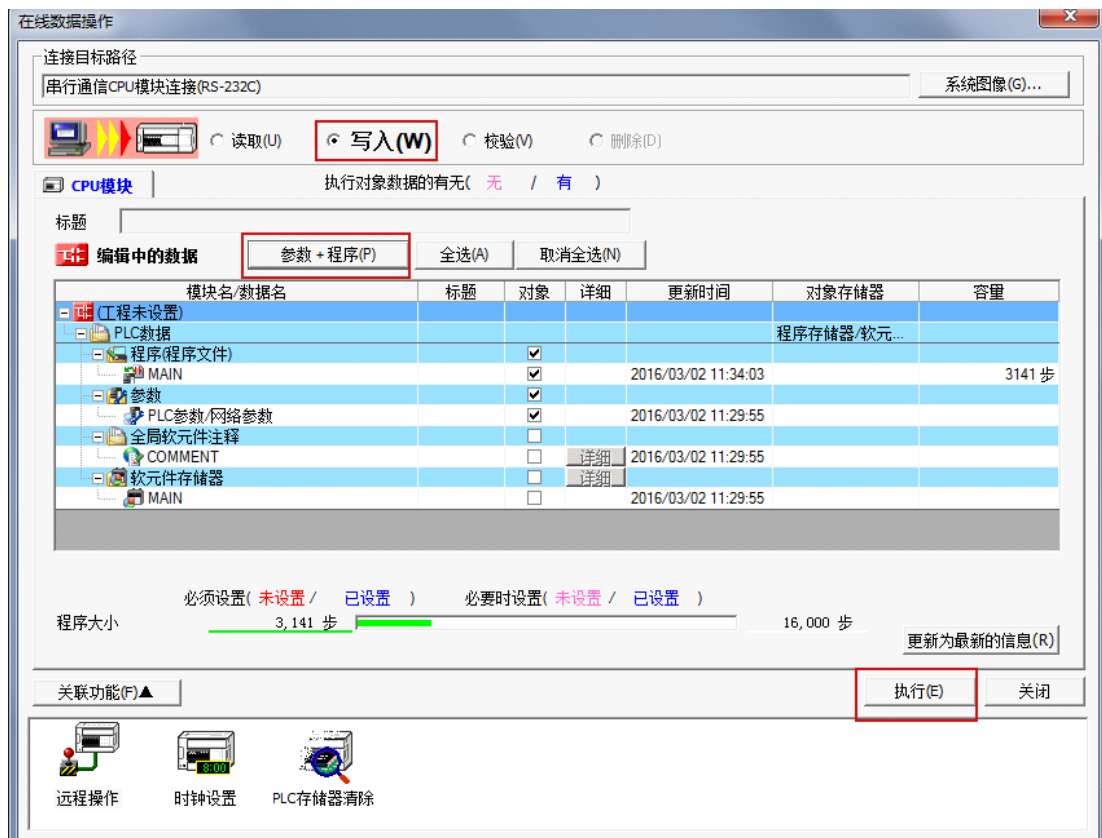 在线数据操作
连接目标路径
串行通信CPU模块连接(RS-232C)
系统图像(G)...
读取(U) 写入(W) 校验(V) 删除(D)
CPU模块 执行对象数据的有无( 无 / 有 )
标题
编辑中的数据 参数 + 程序(P) 全选(A) 取消全选(N)
模块名/数据名 标题 对象 详细 更新时间 对象存储器 容量
(工程未设置)
PLC数据 程序存储器/软元...
程序(程序文件)
MAIN 2016/03/02 11:34:03 3141 步
参数
PLC参数/网络参数 2016/03/02 11:29:55
全局软元件注释
COMMENT 详细 2016/03/02 11:29:55
软元件存储器 详细
MAIN 2016/03/02 11:29:55
必须设置( 未设置 / 已设置 ) 必要时设置( 未设置 / 已设置 )
程序大小 3,141 步 16,000 步
更新为最新的信息(R)
关联功能(F)▲ 执行(E) 关闭
8:00
远程操作 时钟设置 PLC存储器清除